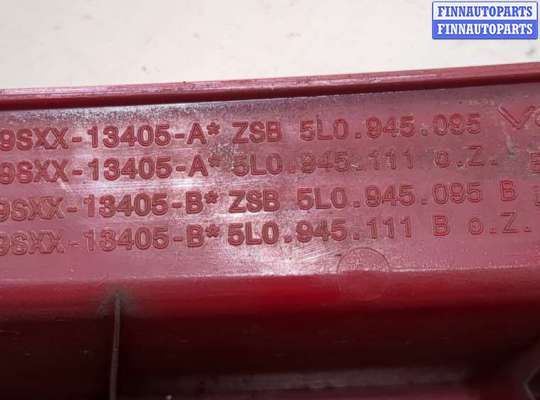 FINNAUTOPARTS
FINNAUTOPARTS
9SXX-13405-A* ZSB 5L0.945.095
9SXX-13405-A* 5L0.945.111 o.Z.
9SXX-13405-B* ZSB 5L0.945.095 B
9SXX-13405-B* 5L0.945.111 B o.Z.